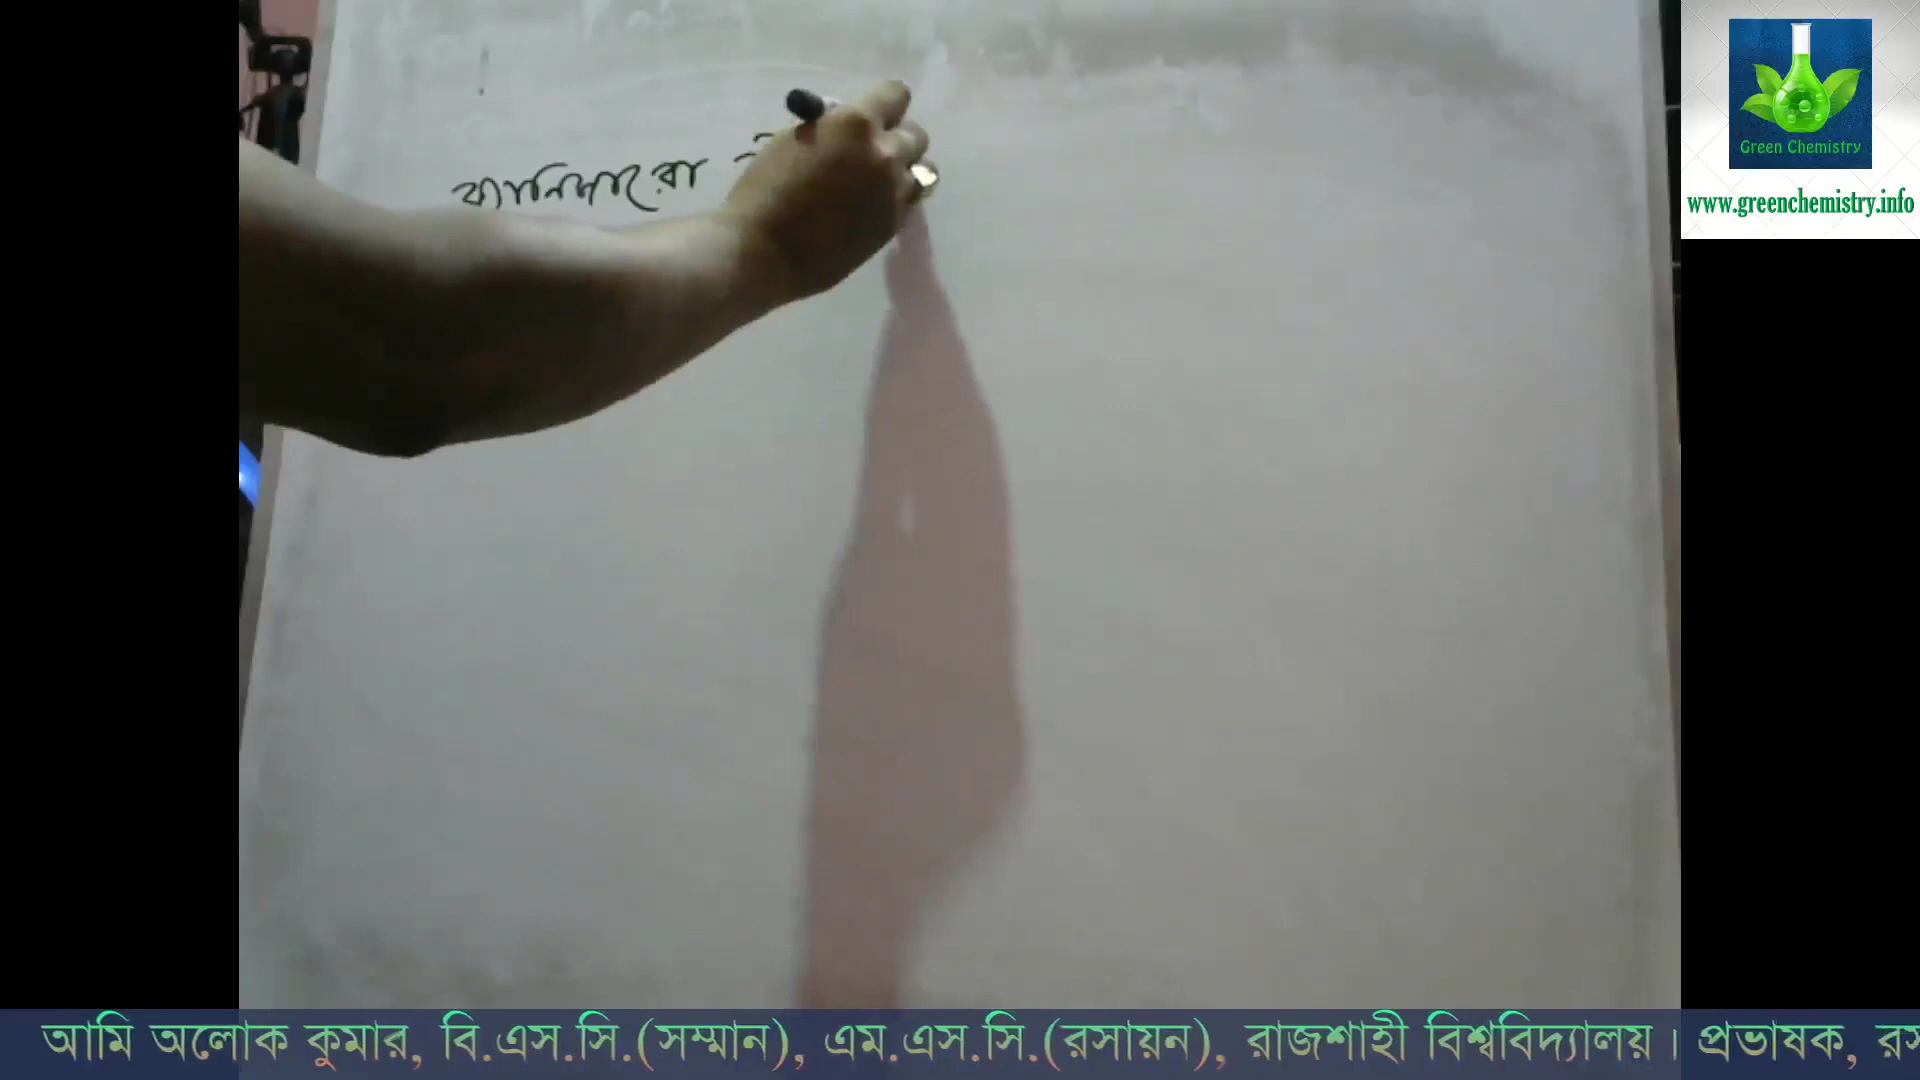 Green Chemistry
www.greenchemistry.info
ক্যানিজারো
আমি অলোক কুমার, বি.এস.সি.(সম্মান), এম.এস.সি.(রসায়ন), রাজশাহী বিশ্ববিদ্যালয়। প্রভাষক,